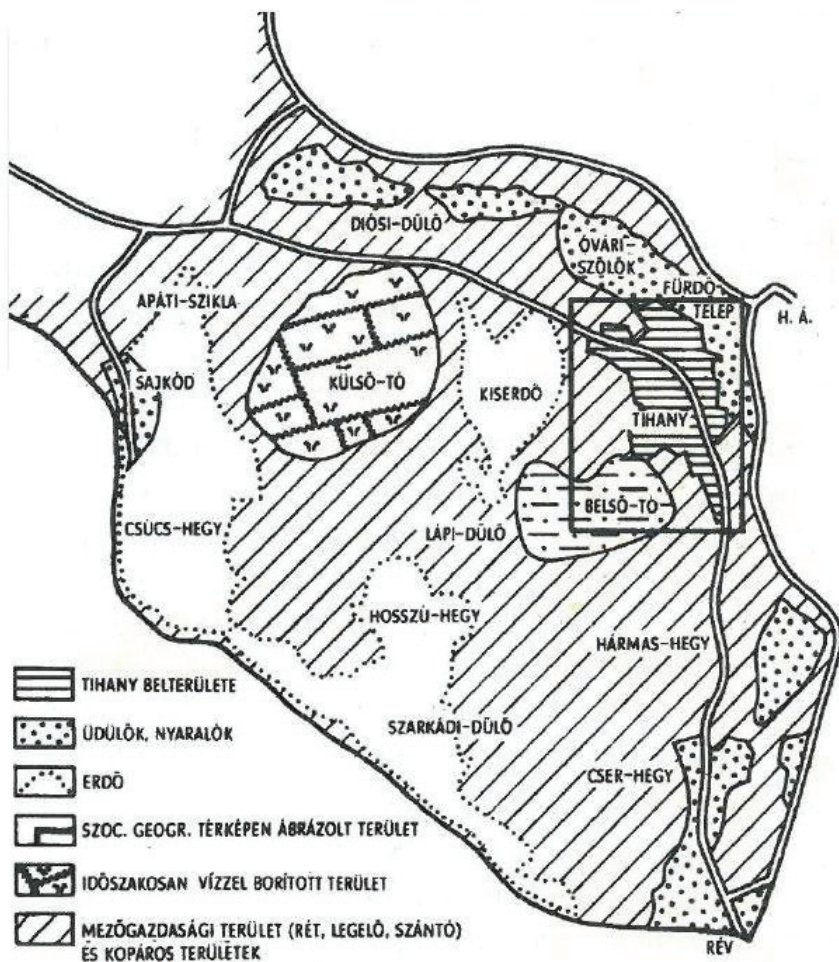 DIÓSI-DŰLŐ
ÓVÁRI-
SZŐLŐK
FÜRDŐ
TELEP
H. Á.
APÁTI-SZIKLA
SAJKÓD
KÜLSŐ-TÓ
KISERDŐ
TIHANY
CSÚCS-HEGY
LÁPI-DŰLŐ
BELSŐ-TÓ
HOSSZÚ-HEGY
HÁRMAS-HEGY
SZARKÁDI-DŰLŐ
CSER-HEGY
RÉV
TIHANY BELTERÜLETE
ÜDÜLŐK, NYARALÓK
ERDŐ
SZOC. GEOGR. TÉRKÉPEN ÁBRÁZOLT TERÜLET
IDŐSZAKOSAN VÍZZEL BORÍTOTT TERÜLET
MEZŐGAZDASÁGI TERÜLET (RÉT, LEGELŐ, SZÁNTÓ)
ÉS KOPÁROS TERÜLETEK